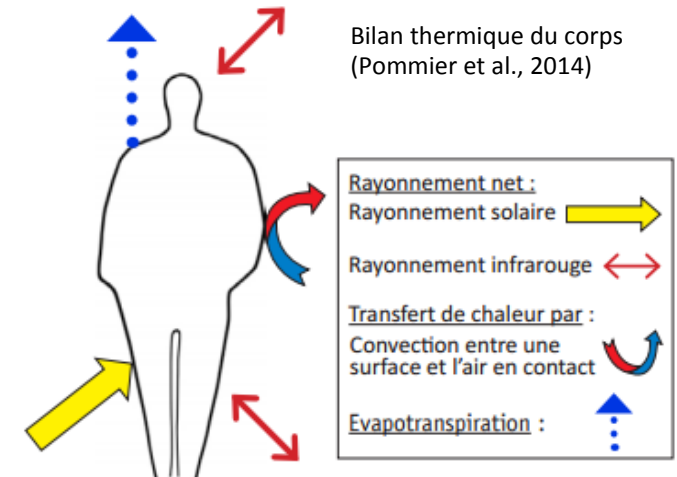 Bilan thermique du corps
(Pommier et al., 2014)
Rayonnement net :
Rayonnement solaire
Rayonnement infrarouge
Transfert de chaleur par :
Convection entre une
surface et l'air en contact
Evapotranspiration :